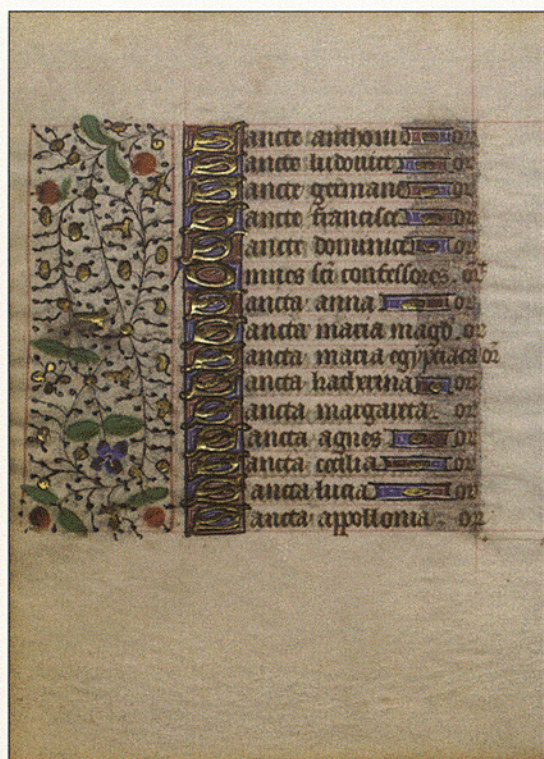 Sancte anthoni or
Sancte ludovice or
Sancte germane or
Sancte francisce or
Sancte dominice or
Omnes sci confessores. or
Sancta anna or
Sancta maria magd. or
Sancta maria egypciaca or
Sancta katherina or
Sancta margareta. or
Sancta agnes or
Sancta cecilia or
Sancta lucia or
Sancta appollonia. or